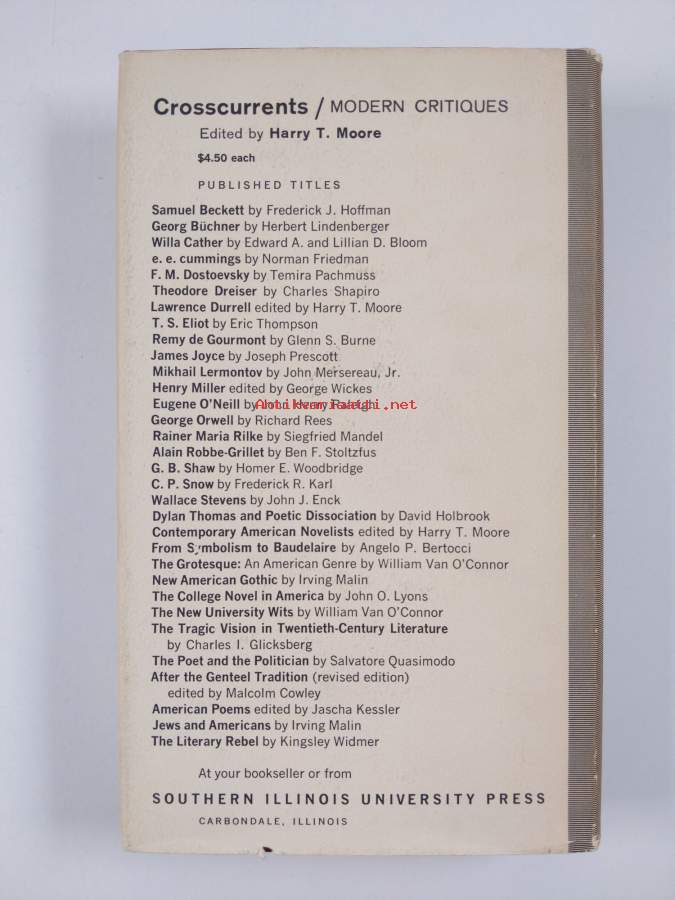 Crosscurrents / MODERN CRITIQUES
Edited by Harry T. Moore
$4.50 each
PUBLISHED TITLES
Samuel Beckett by Frederick J. Hoffman
Georg Büchner by Herbert Lindenberger
Willa Cather by Edward A. and Lillian D. Bloom
e. e. cummings by Norman Friedman
F. M. Dostoevsky by Temira Pachmuss
Theodore Dreiser by Charles Shapiro
Lawrence Durrell edited by Harry T. Moore
T. S. Eliot by Eric Thompson
Remy de Gourmont by Glenn S. Burne
James Joyce by Joseph Prescott
Mikhail Lermontov by John Mersereau, Jr.
Henry Miller edited by George Wickes
Eugene O'Neill by John Henry Raleigh
Antikvariaatti.net
George Orwell by Richard Rees
Rainer Maria Rilke by Siegfried Mandel
Alain Robbe-Grillet by Ben F. Stoltzfus
G. B. Shaw by Homer E. Woodbridge
C. P. Snow by Frederick R. Karl
Wallace Stevens by John J. Enck
Dylan Thomas and Poetic Dissociation by David Holbrook
Contemporary American Novelists edited by Harry T. Moore
From Symbolism to Baudelaire by Angelo P. Bertocci
The Grotesque: An American Genre by William Van O'Connor
New American Gothic by Irving Malin
The College Novel in America by John O. Lyons
The New University Wits by William Van O'Connor
The Tragic Vision in Twentieth-Century Literature
by Charles I. Glicksberg
The Poet and the Politician by Salvatore Quasimodo
After the Genteel Tradition (revised edition)
edited by Malcolm Cowley
American Poems edited by Jascha Kessler
Jews and Americans by Irving Malin
The Literary Rebel by Kingsley Widmer
At your bookseller or from
SOUTHERN ILLINOIS UNIVERSITY PRESS
CARBONDALE, ILLINOIS